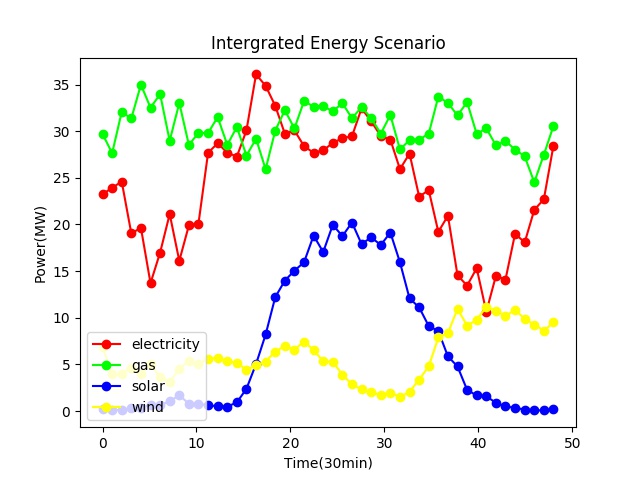 Intergrated Energy Scenario
Power(MW)
35
30
25
20
15
10
5
0
electricity
gas
solar
wind
0 10 20 30 40 50
Time(30min)